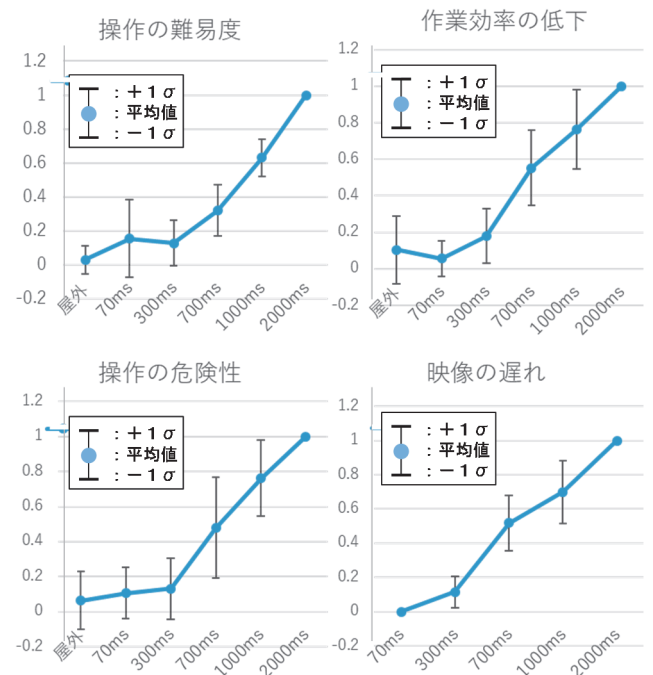 操作の難易度
1.2
1
0.8
0.6
0.4
0.2
0
-0.2
：＋１σ
：平均値
：－１σ
屋外
70ms
300ms
700ms
1000ms
2000ms
作業効率の低下
1.2
1
0.8
0.6
0.4
0.2
0
-0.2
：＋１σ
：平均値
：－１σ
屋外
70ms
300ms
700ms
1000ms
2000ms
操作の危険性
1.2
1
0.8
0.6
0.4
0.2
0
-0.2
：＋１σ
：平均値
：－１σ
屋外
70ms
300ms
700ms
1000ms
2000ms
映像の遅れ
1.2
1
0.8
0.6
0.4
0.2
0
-0.2
：＋１σ
：平均値
：－１σ
70ms
300ms
700ms
1000ms
2000ms